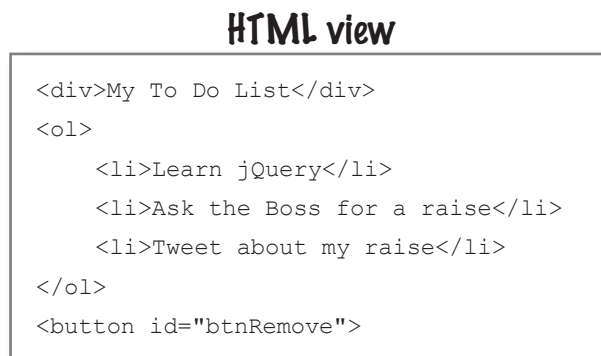 HTML view
<div>My To Do List</div>
<ol>
<li>Learn jQuery</li>
<li>Ask the Boss for a raise</li>
<li>Tweet about my raise</li>
</ol>
<button id="btnRemove">